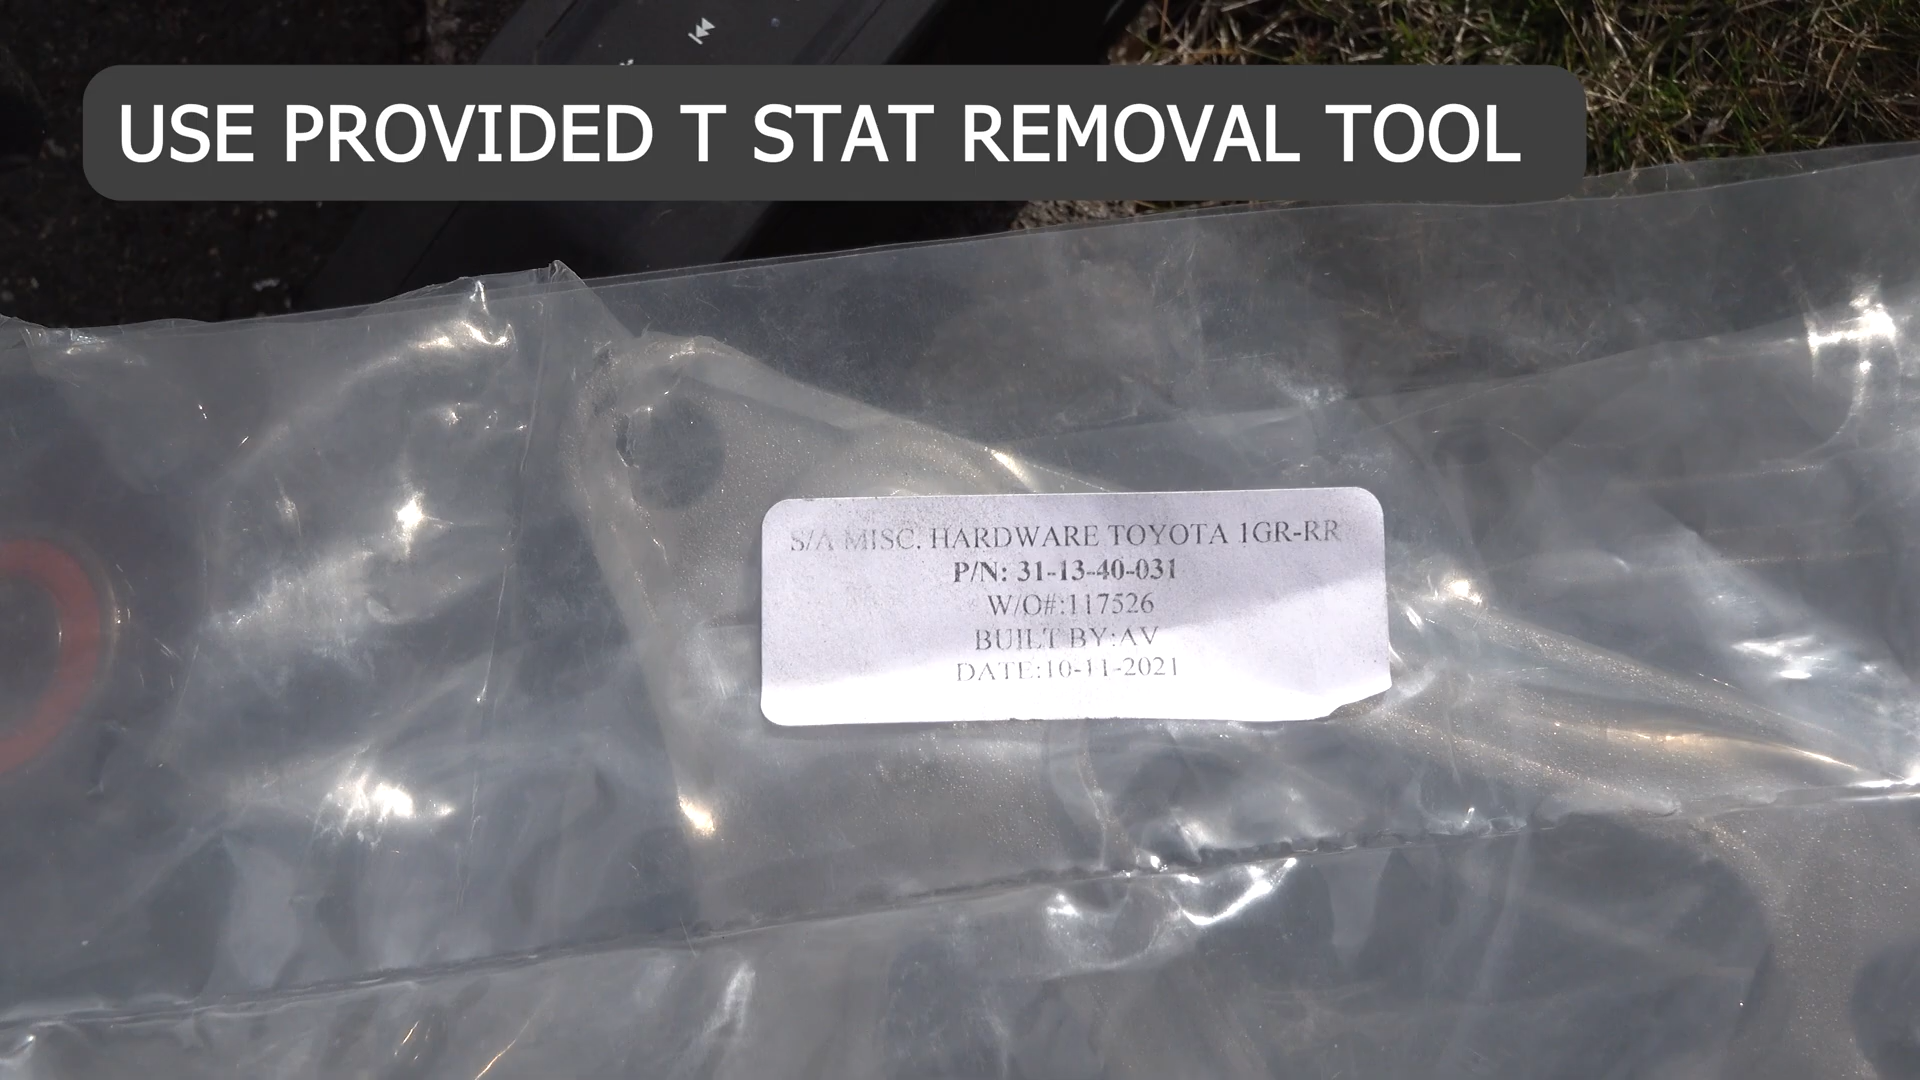 USE PROVIDED T STAT REMOVAL TOOL
S/A MISC. HARDWARE TOYOTA 1GR-RR
P/N: 31-13-40-031
W/O#:117526
BUILT BY:AV
DATE:10-11-2021